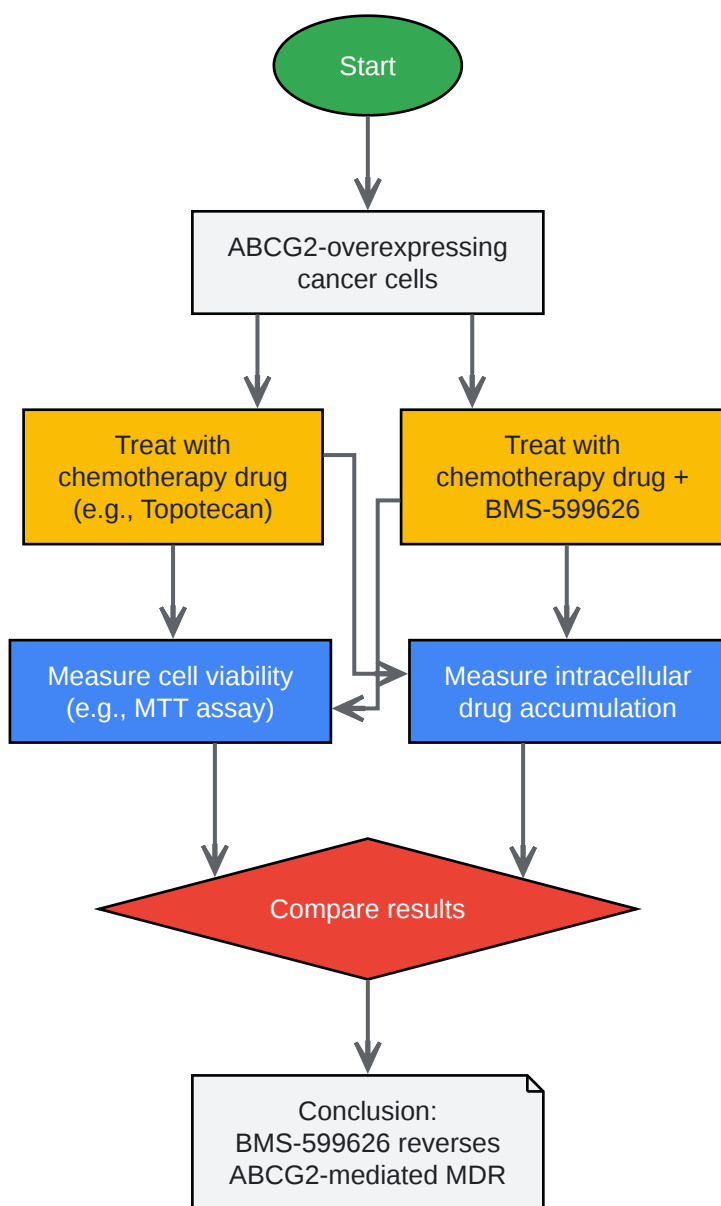 Start
ABCG2-overexpressing
cancer cells
Treat with
chemotherapy drug
(e.g., Topotecan)
Treat with
chemotherapy drug +
BMS-599626
Measure cell viability
(e.g., MTT assay)
Measure intracellular
drug accumulation
Compare results
Conclusion:
BMS-599626 reverses
ABCG2-mediated MDR